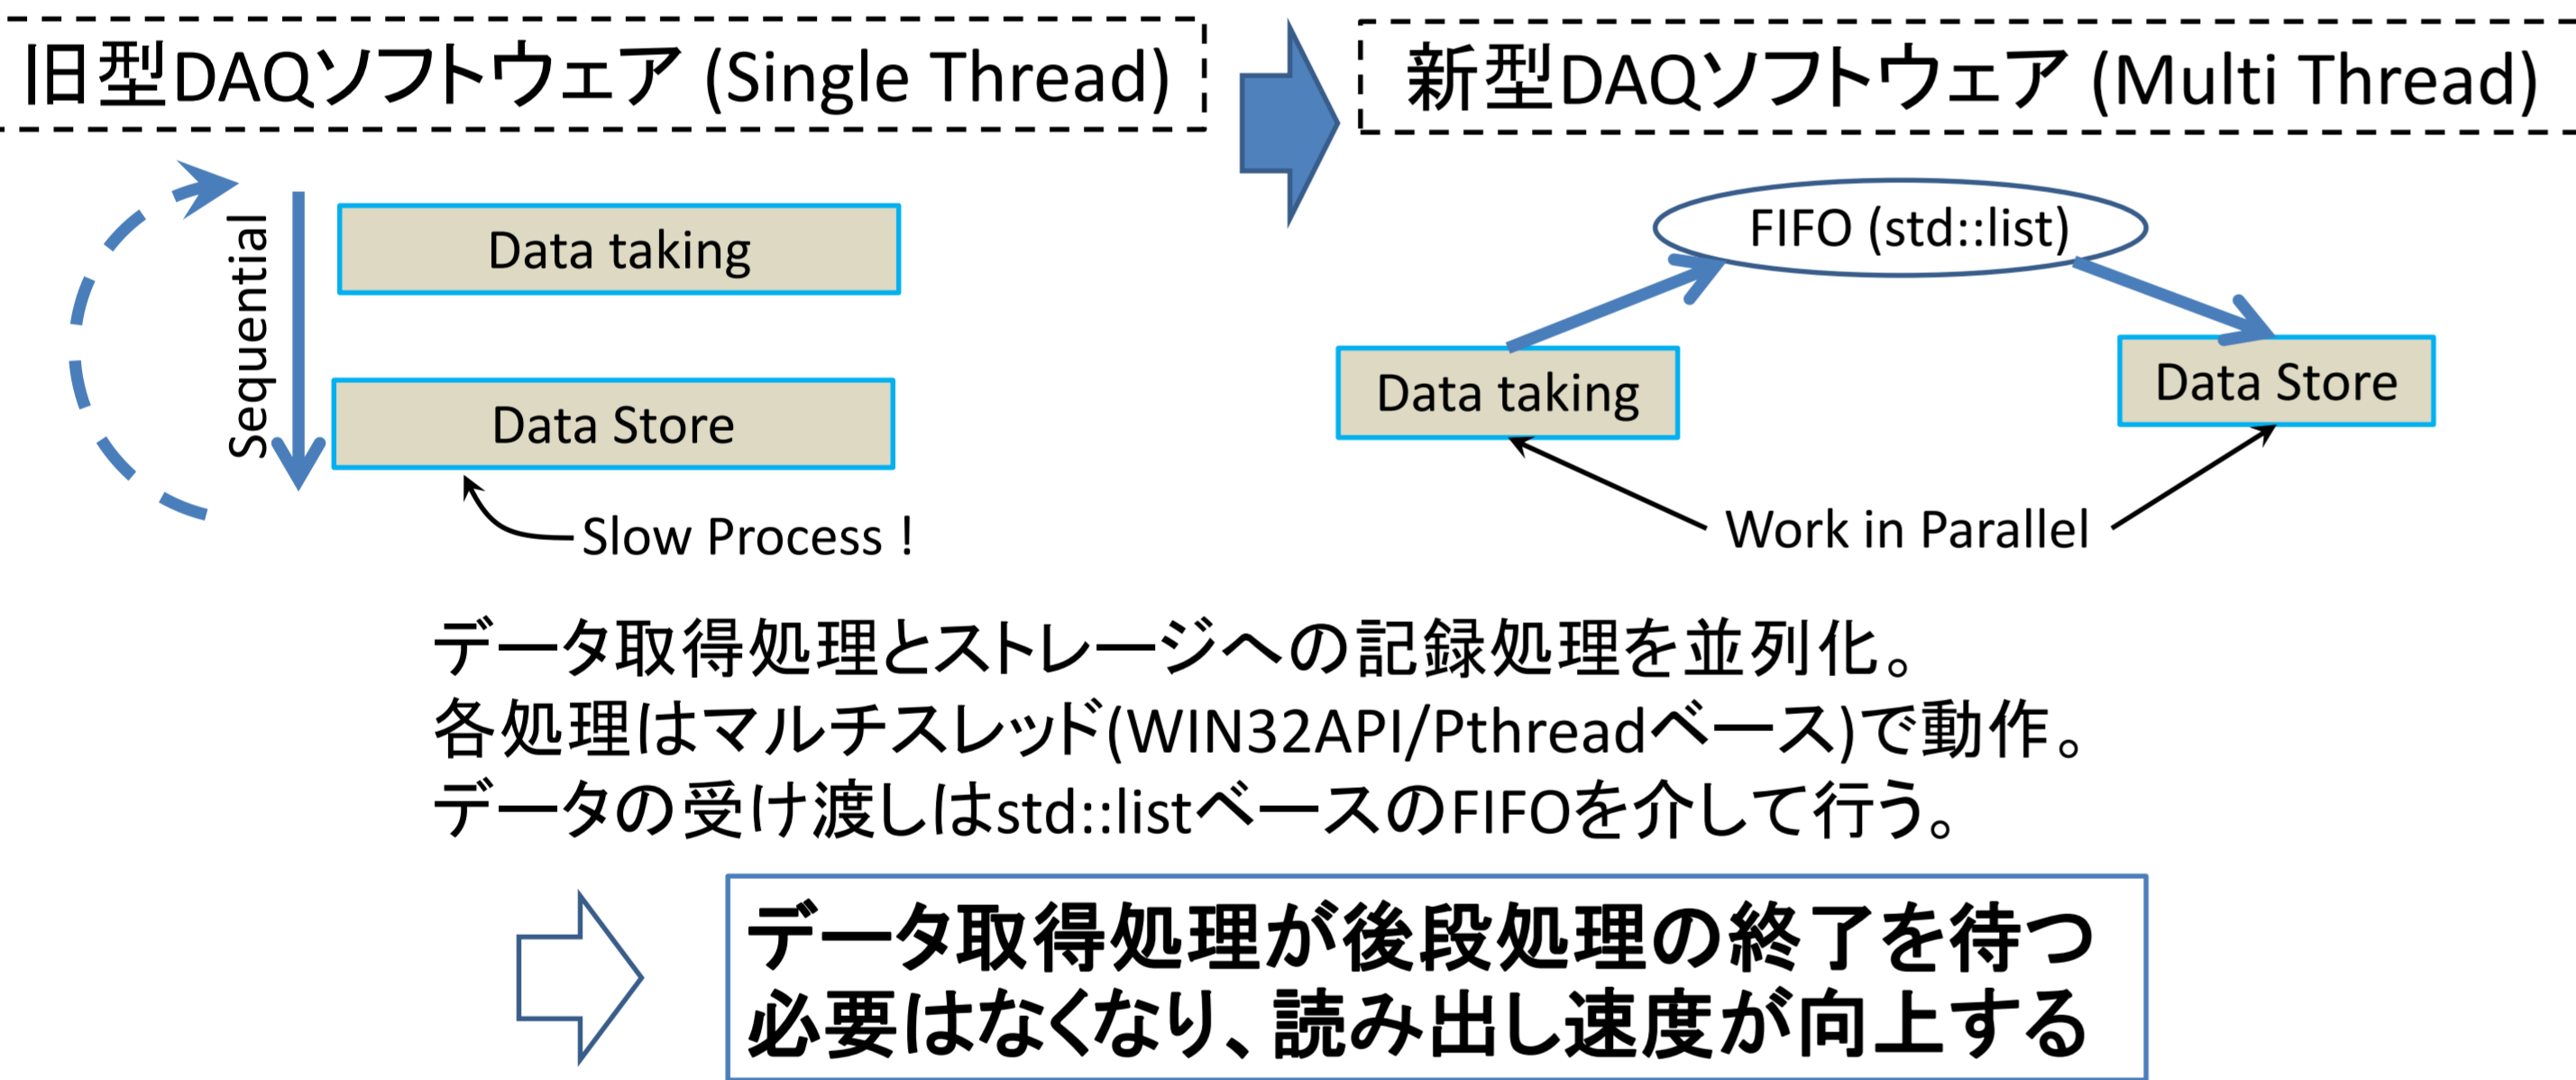 旧型DAQソフトウェア (Single Thread)
新型DAQソフトウェア (Multi Thread)
Sequential
Data taking
Data Store
Slow Process !
FIFO (std::list)
Data taking
Data Store
Work in Parallel
データ取得処理とストレージへの記録処理を並列化。
各処理はマルチスレッド(WIN32API/Pthreadベース)で動作。
データの受け渡しはstd::listベースのFIFOを介して行う。
データ取得処理が後段処理の終了を待つ
必要はなくなり、読み出し速度が向上する